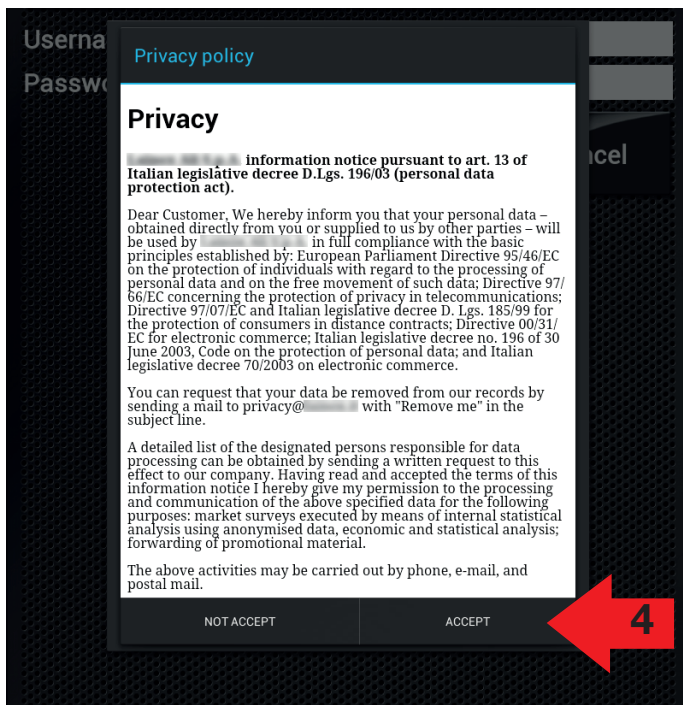 Userna
Passwo
ncel
Privacy policy
Privacy
information notice pursuant to art. 13 of
Italian legislative decree D.Lgs. 196/03 (personal data
protection act).
Dear Customer, We hereby inform you that your personal data –
obtained directly from you or supplied to us by other parties – will
be used by in full compliance with the basic
principles established by: European Parliament Directive 95/46/EC
on the protection of individuals with regard to the processing of
personal data and on the free movement of such data; Directive 97/
66/EC concerning the protection of privacy in telecommunications;
Directive 97/07/EC and Italian legislative decree D. Lgs. 185/99 for
the protection of consumers in distance contracts; Directive 00/31/
EC for electronic commerce; Italian legislative decree no. 196 of 30
June 2003, Code on the protection of personal data; and Italian
legislative decree 70/2003 on electronic commerce.
You can request that your data be removed from our records by
sending a mail to privacy@ with "Remove me" in the
subject line.
A detailed list of the designated persons responsible for data
processing can be obtained by sending a written request to this
effect to our company. Having read and accepted the terms of this
information notice I hereby give my permission to the processing
and communication of the above specified data for the following
purposes: market surveys executed by means of internal statistical
analysis using anonymised data, economic and statistical analysis;
forwarding of promotional material.
The above activities may be carried out by phone, e-mail, and
postal mail.
NOT ACCEPT
ACCEPT
4